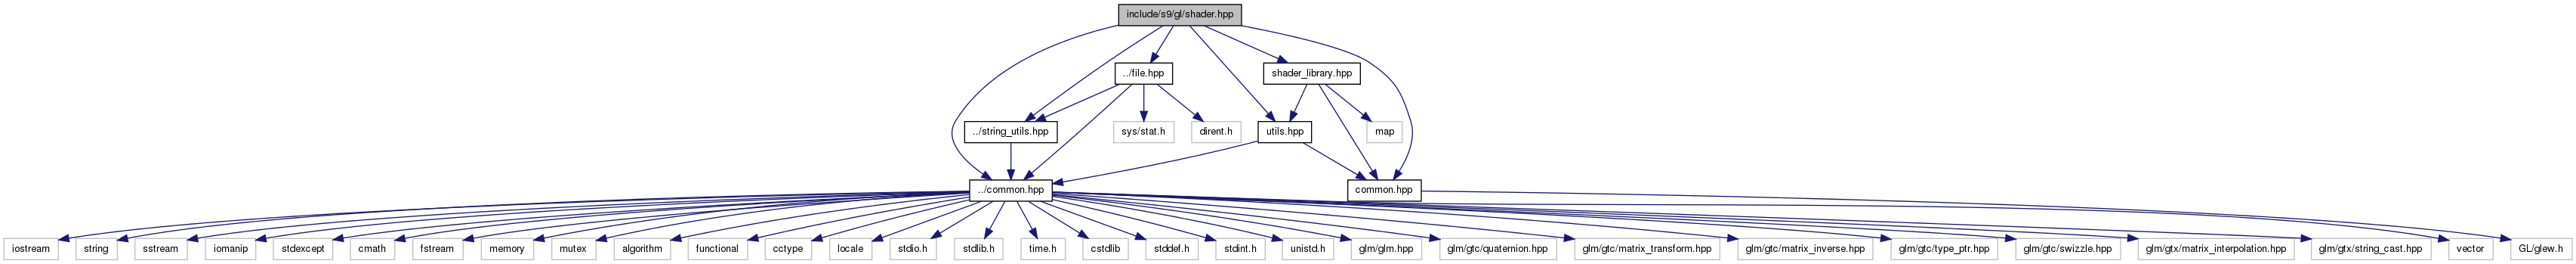 include/s9/gl/shader.hpp
../file.hpp
shader_library.hpp
../string_utils.hpp
sys/stat.h
dirent.h
utils.hpp
map
../common.hpp
common.hpp
iostream
string
sstream
iomanip
stdexcept
cmath
fstream
memory
mutex
algorithm
functional
cctype
locale
stdio.h
stdlib.h
time.h
cstdlib
stddef.h
stdint.h
unistd.h
glm/glm.hpp
glm/gtc/quaternion.hpp
glm/gtc/matrix_transform.hpp
glm/gtc/matrix_inverse.hpp
glm/gtc/type_ptr.hpp
glm/gtc/swizzle.hpp
glm/gtx/matrix_interpolation.hpp
glm/gtx/string_cast.hpp
vector
GL/glew.h